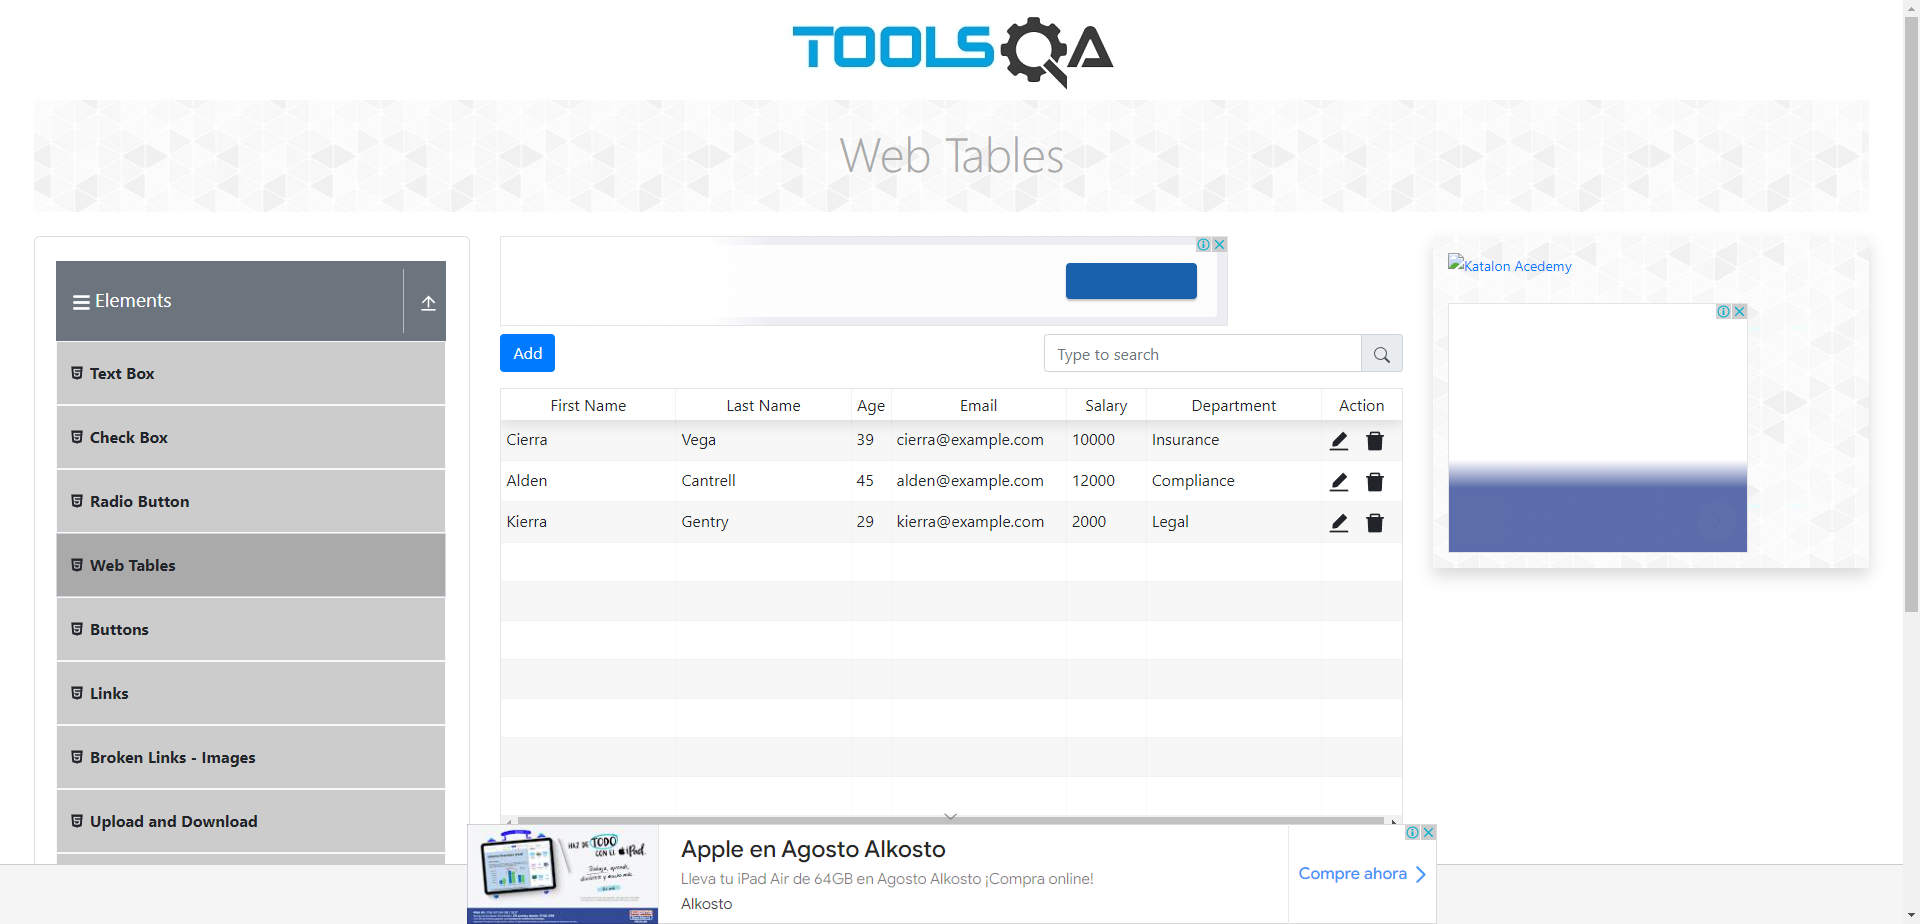 TOOLSQA
Web Tables
Elements
Text Box
Check Box
Radio Button
Web Tables
Buttons
Links
Broken Links - Images
Upload and Download
Add
Type to search
First Name Last Name Age Email Salary Department Action
Cierra Vega 39 cierra@example.com 10000 Insurance
Alden Cantrell 45 alden@example.com 12000 Compliance
Kierra Gentry 29 kierra@example.com 2000 Legal
Katalon Acedemy
HAZ DE TODO
CON EL iPad.
Apple en Agosto Alkosto
Lleva tu iPad Air de 64GB en Agosto Alkosto ¡Compra online!
Alkosto
Compre ahora